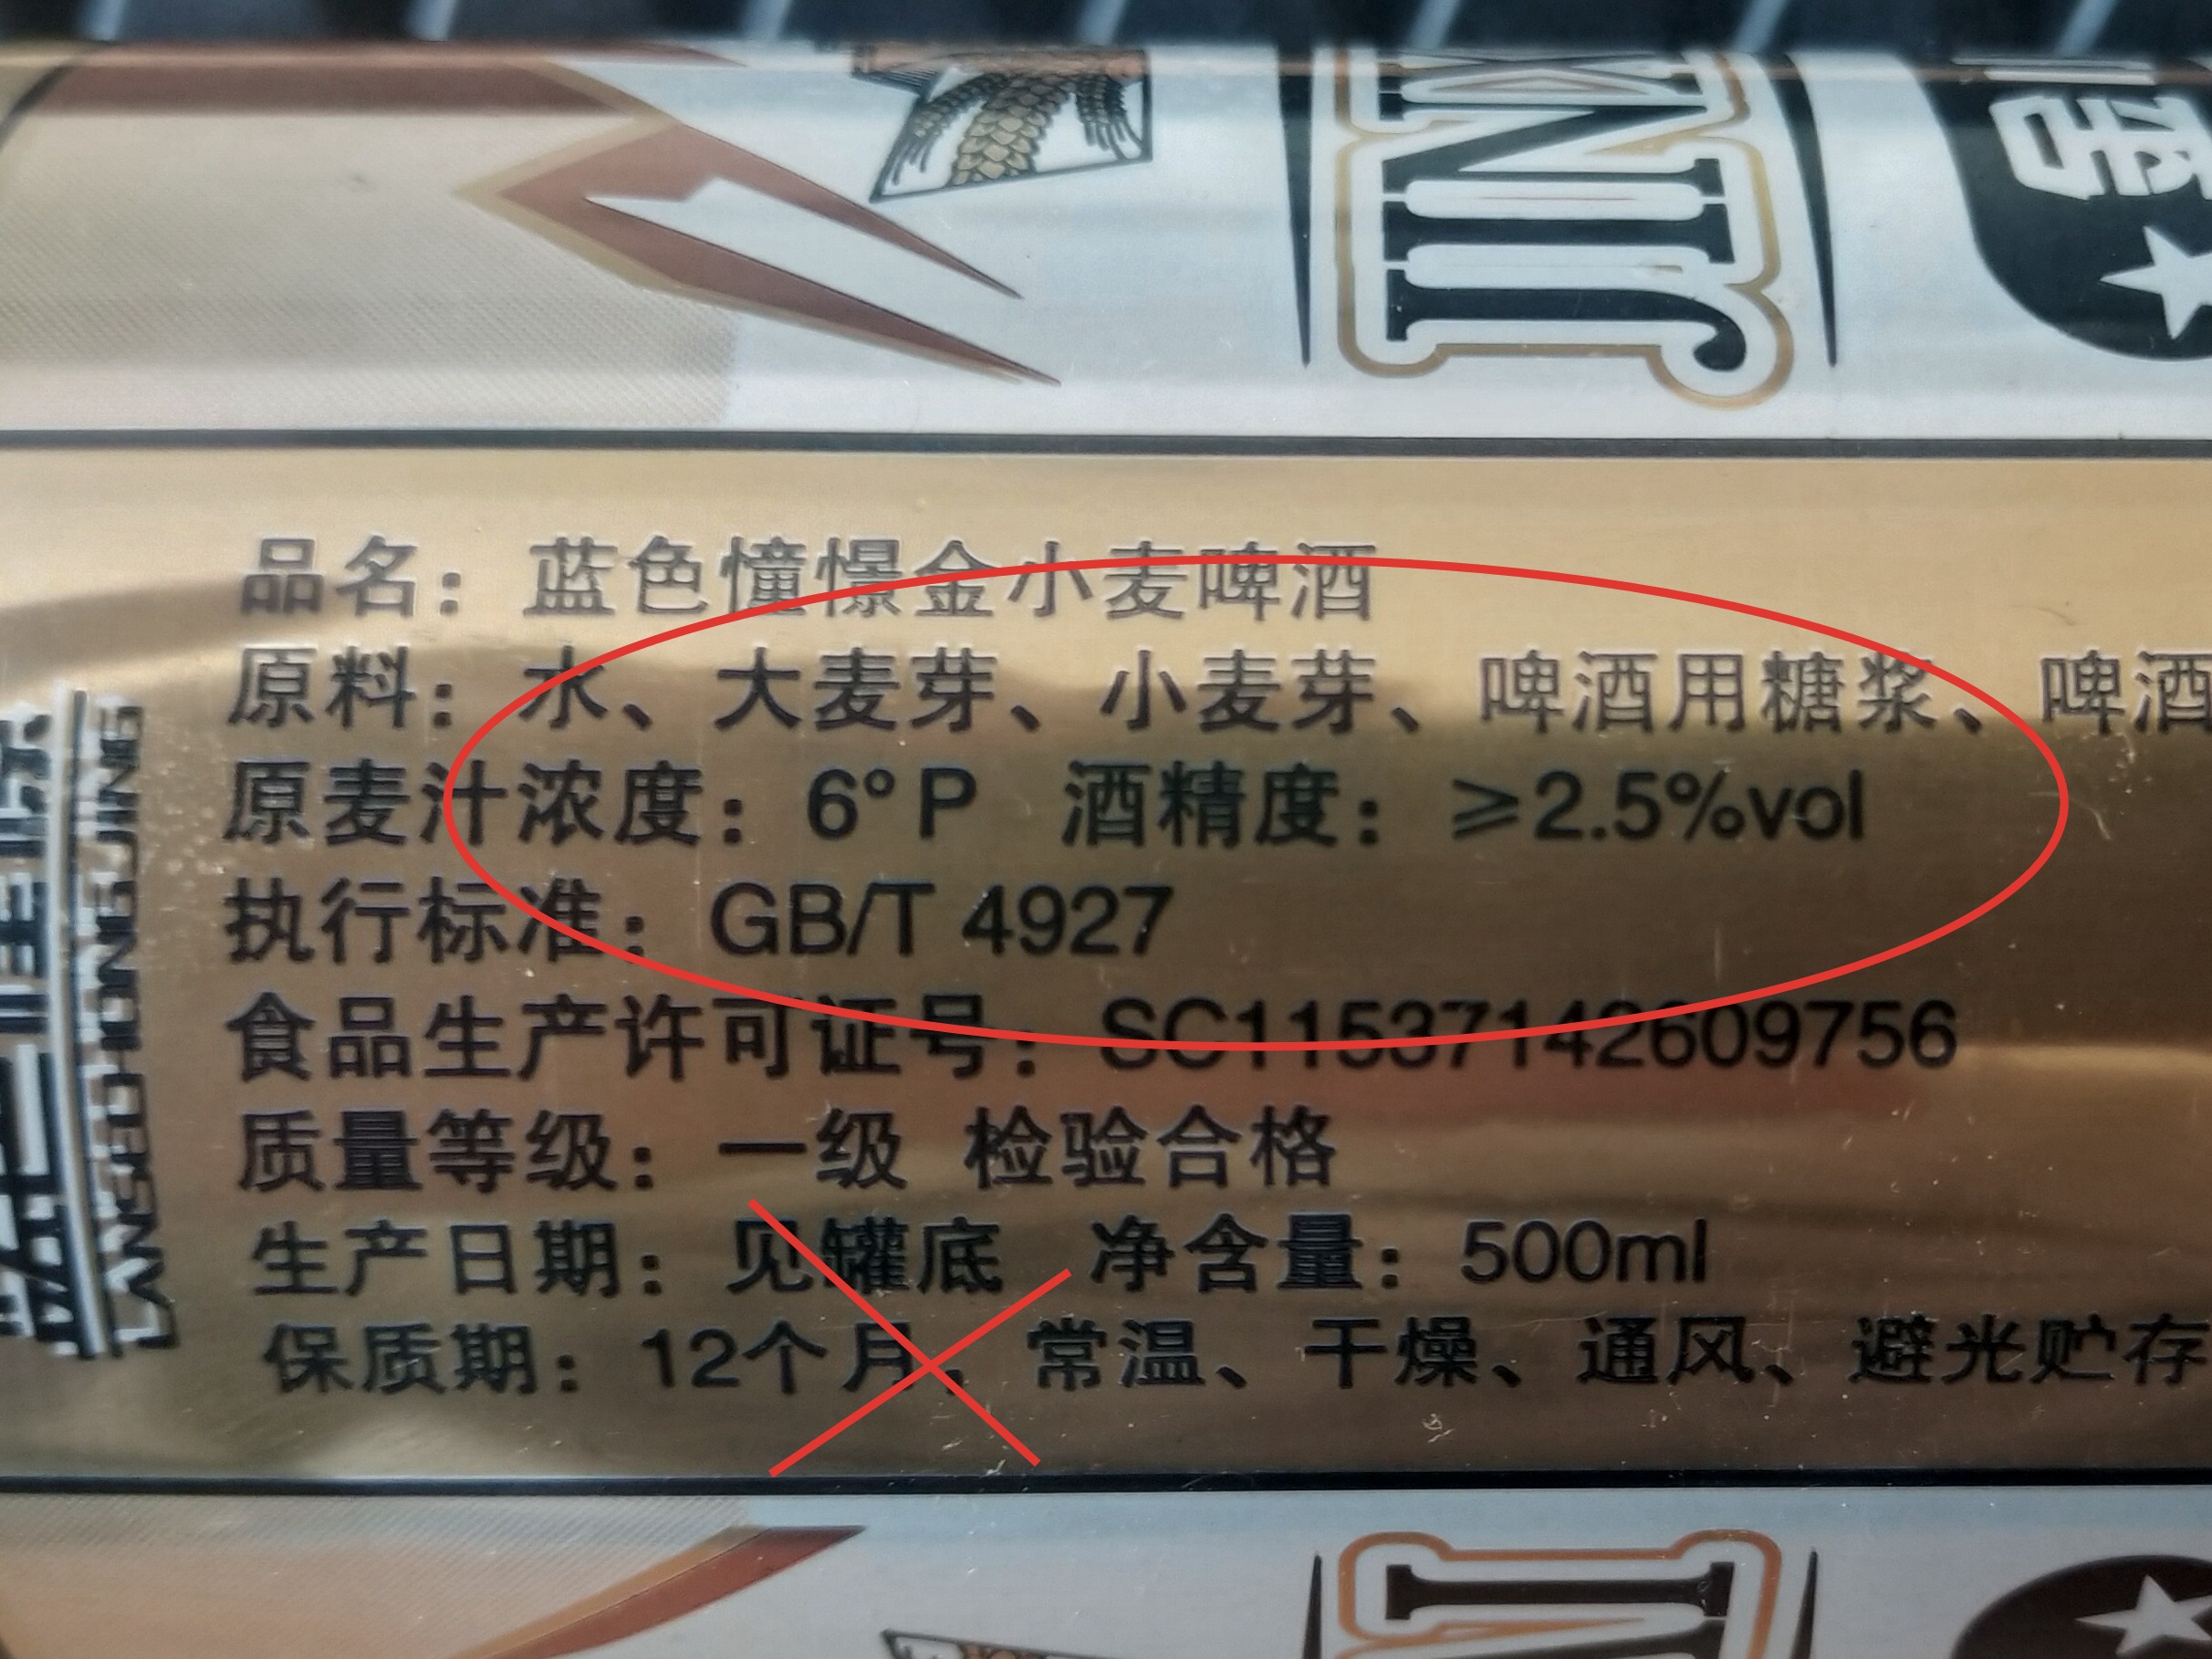 品名：蓝色憧憬金小麦啤酒
原料：水、大麦芽、小麦芽、啤酒用糖浆、啤酒
原麦汁浓度：6°P 酒精度：≥2.5%vol
执行标准：GB/T 4927
食品生产许可证号：SC11537142609756
质量等级：一级 检验合格
生产日期：见罐底 净含量：500ml
保质期：12个月，常温、干燥、通风、避光贮存
LANSECHONGJING
JIN